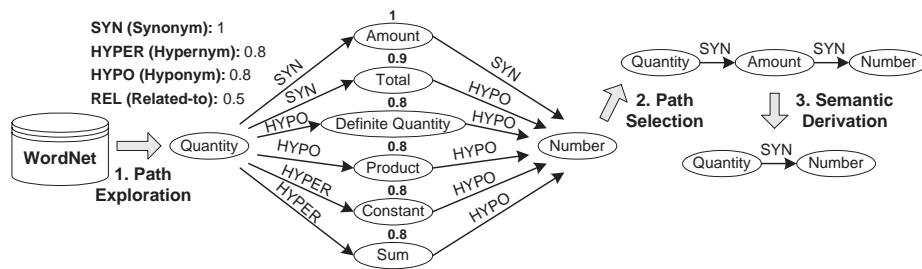 SYN (Synonym): 1
HYPER (Hypernym): 0.8
HYPO (Hyponym): 0.8
REL (Related-to): 0.5
WordNet
1. Path
Exploration
Quantity
SYN
SYN
HYPO
HYPO
HYPER
HYPER
1
Amount
0.9
Total
0.8
Definite Quantity
0.8
Product
0.8
Constant
0.8
Sum
SYN
HYPO
HYPO
HYPO
HYPO
HYPO
Number
2. Path
Selection
Quantity SYN Amount SYN Number
3. Semantic
Derivation
Quantity SYN Number